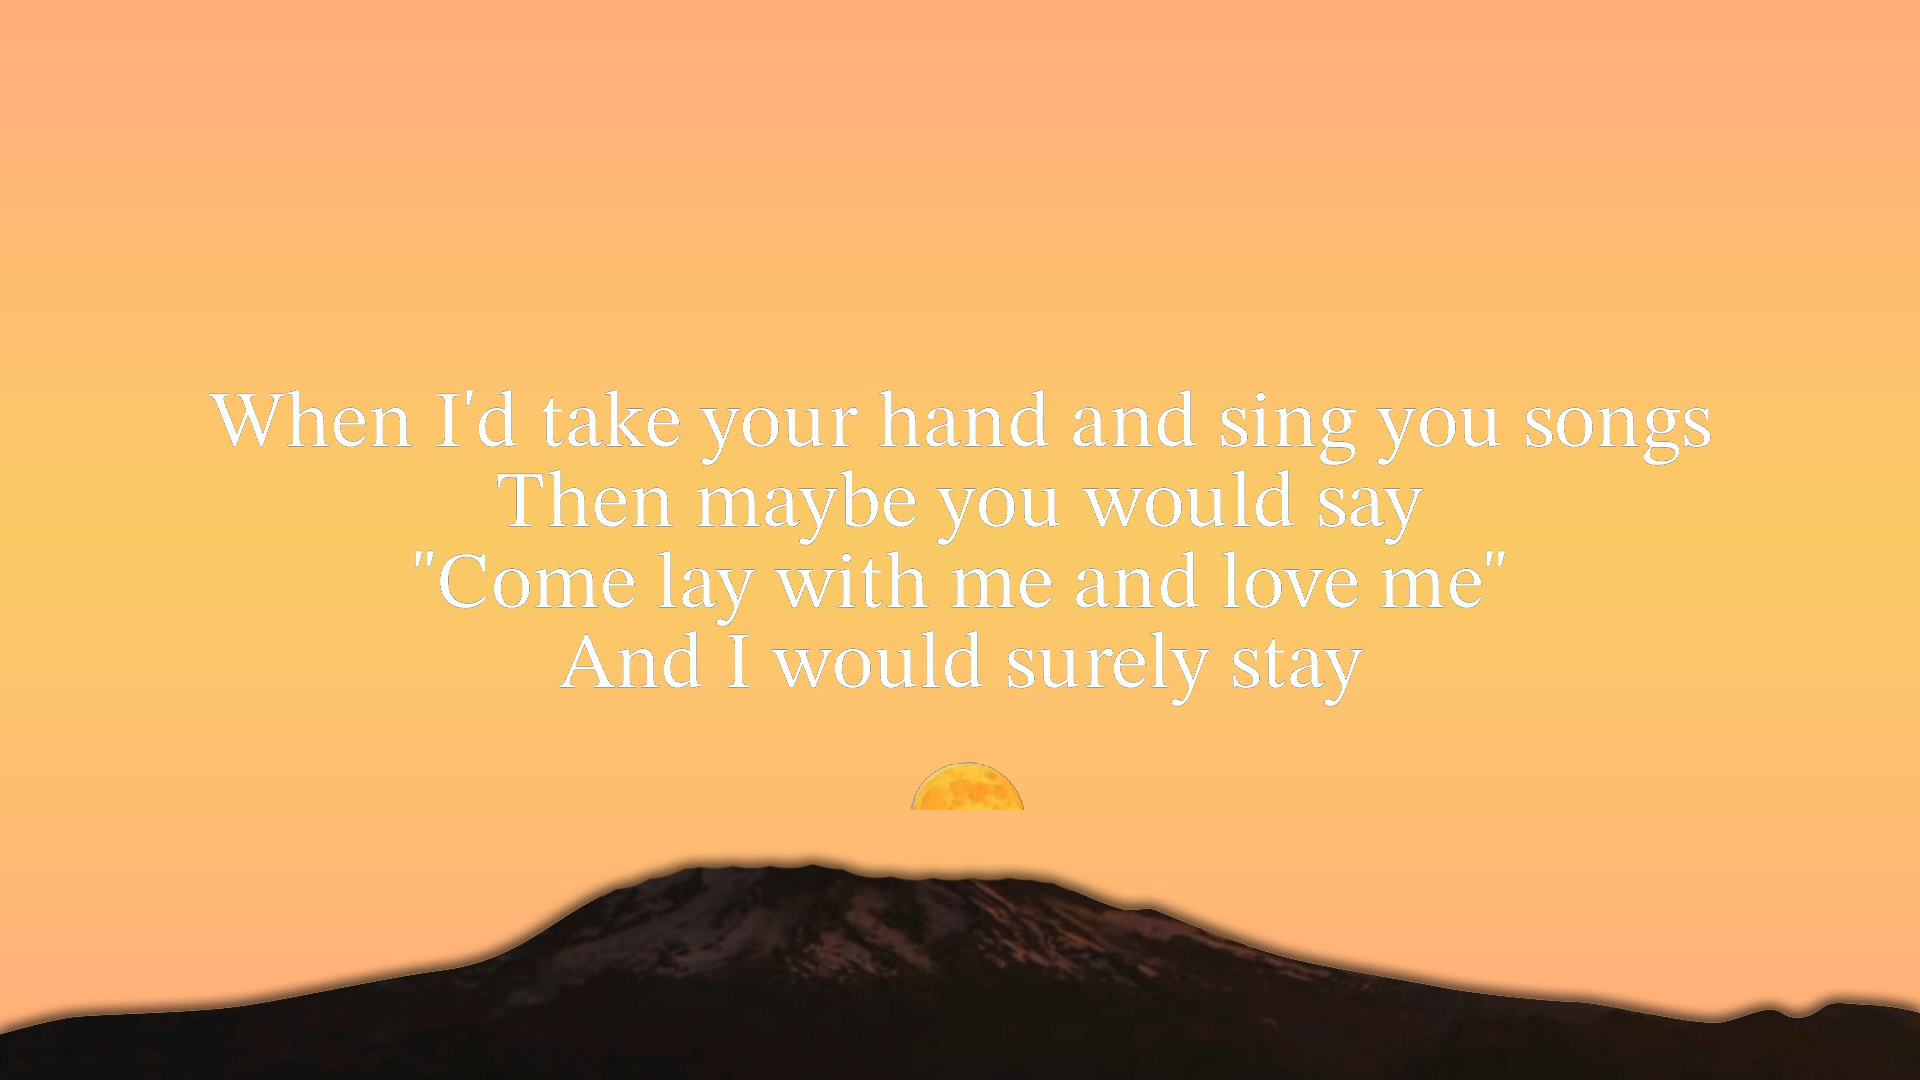 When I'd take your hand and sing you songs
Then maybe you would say
"Come lay with me and love me"
And I would surely stay